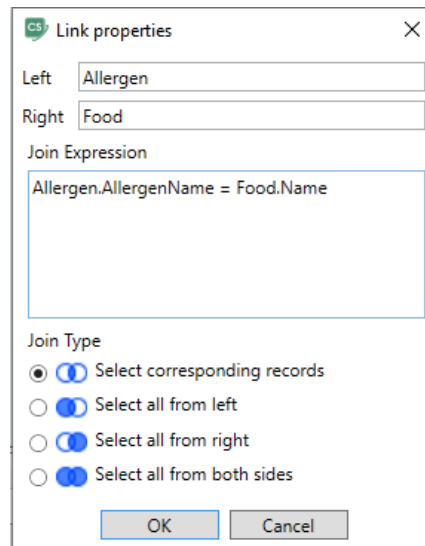 CS Link properties
Left Allergen
Right Food
Join Expression
Allergen.AllergenName = Food.Name
Join Type
Select corresponding records
Select all from left
Select all from right
Select all from both sides
OK Cancel